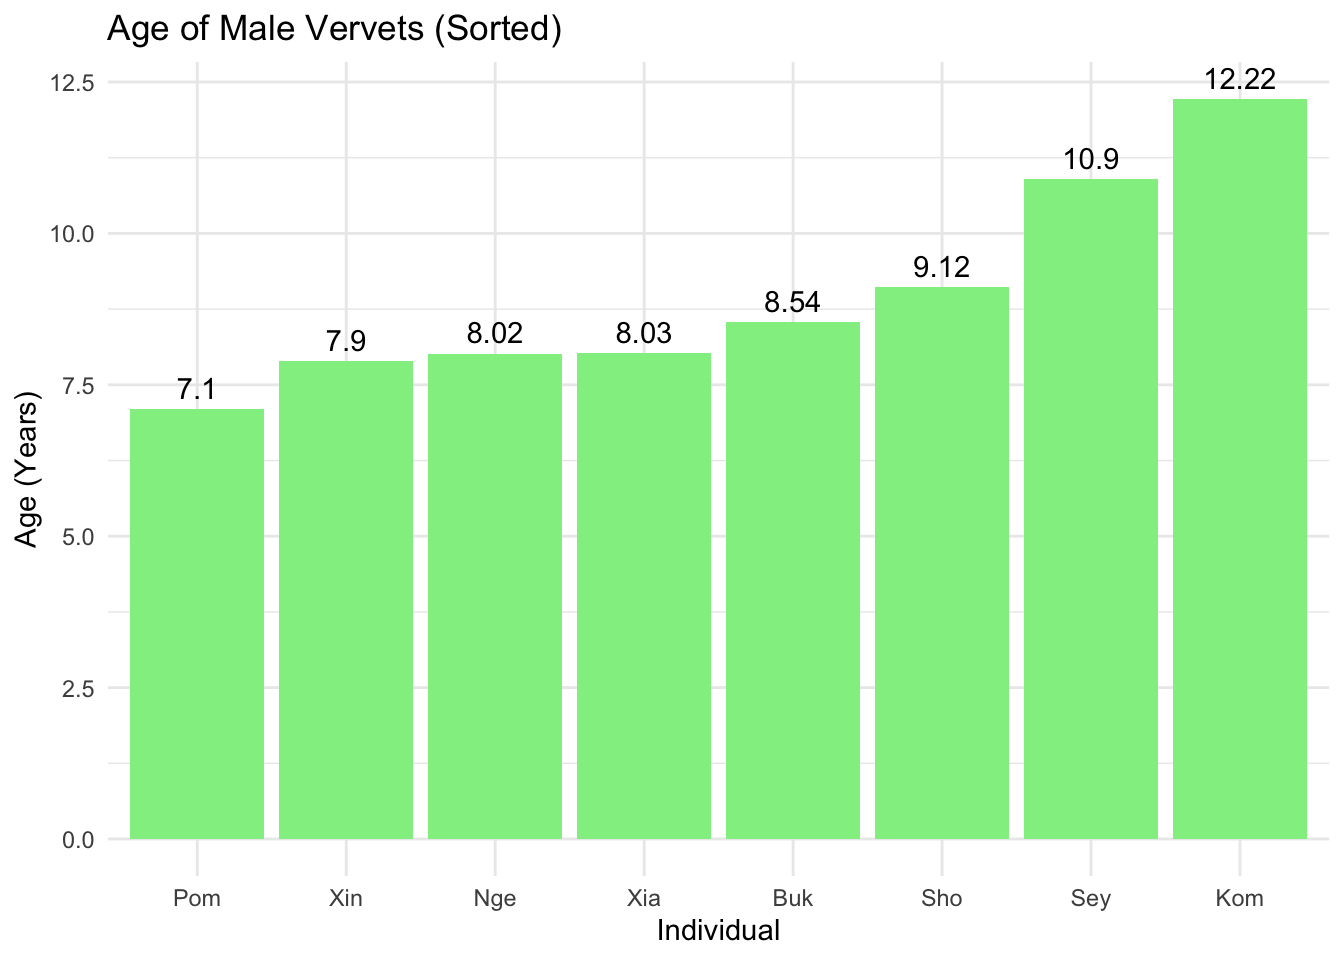 Age of Male Vervets (Sorted)
12.5
10.0
7.5
5.0
2.5
0.0
Age (Years)
7.1
7.9
8.02
8.03
8.54
9.12
10.9
12.22
Pom
Xin
Nge
Xia
Buk
Sho
Sey
Kom
Individual